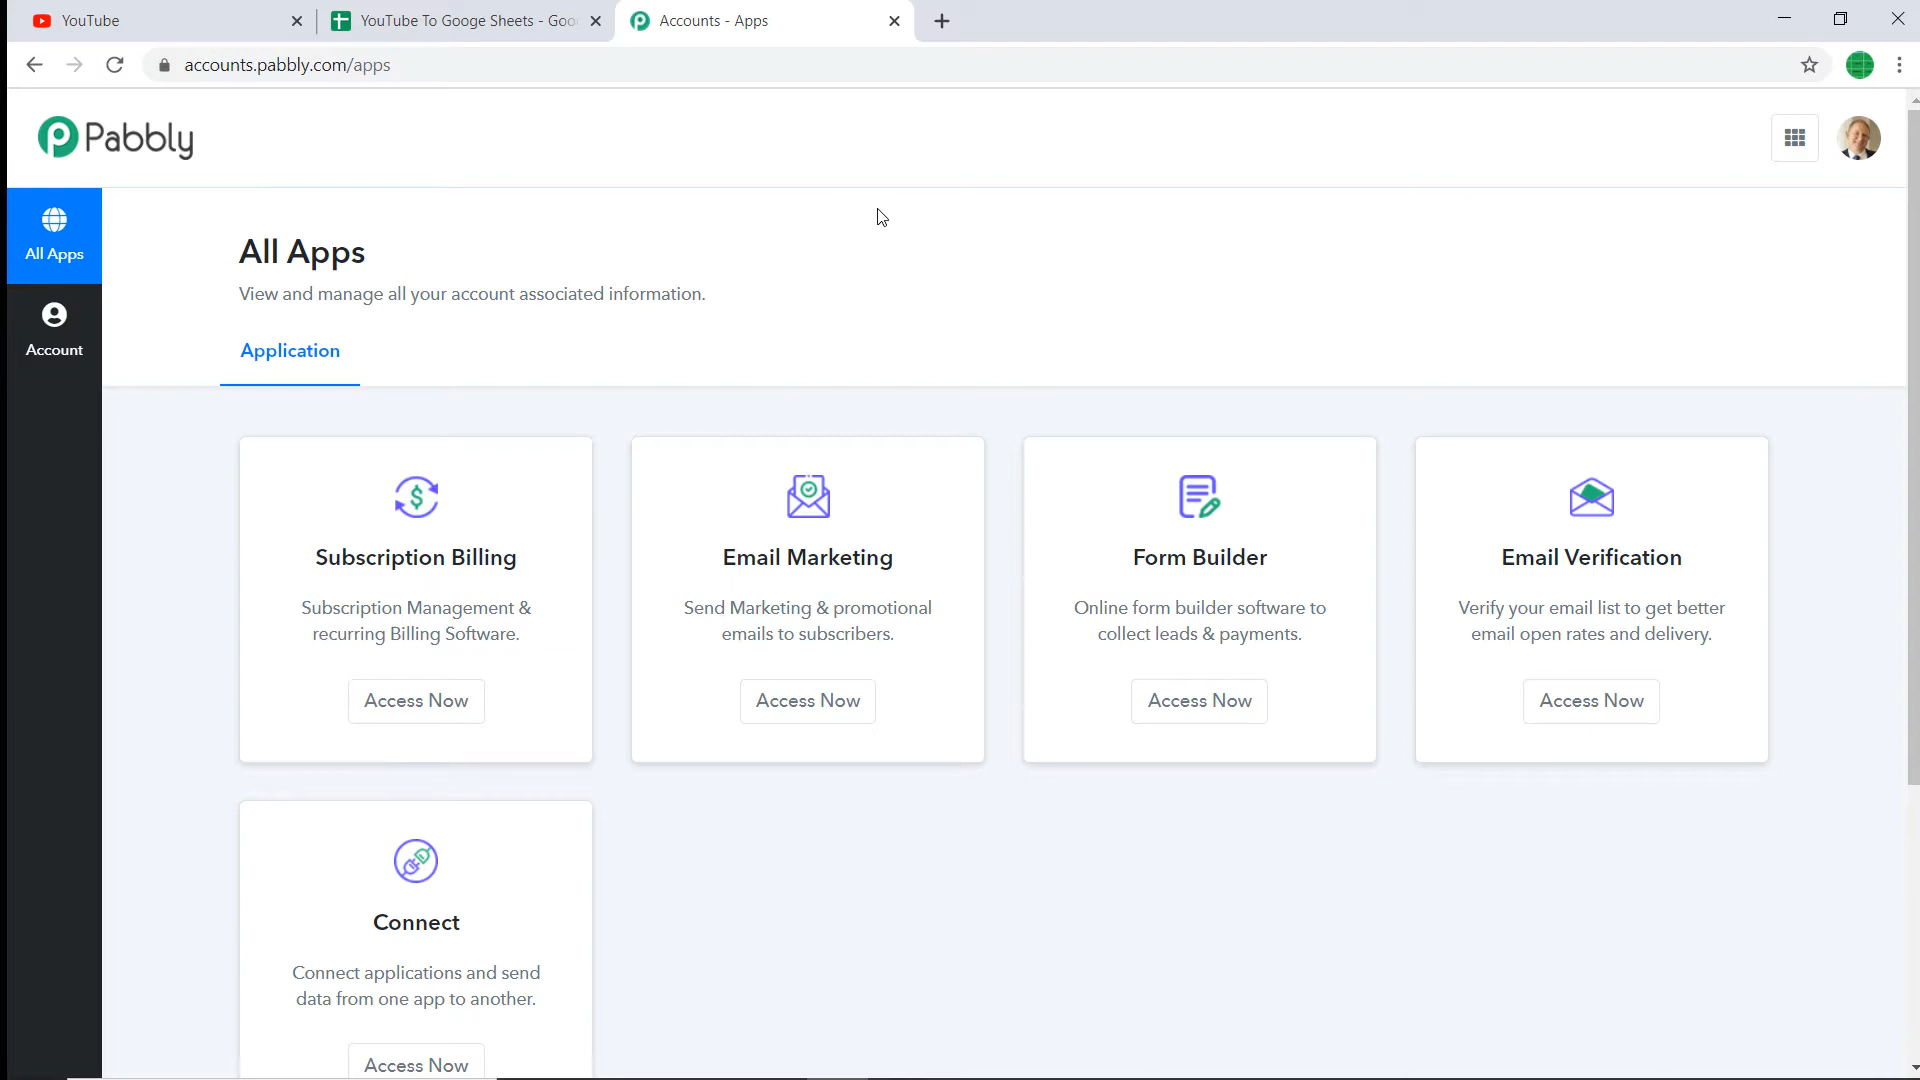 YouTube
YouTube To Googe Sheets - Goo
Accounts - Apps
accounts.pabbly.com/apps
Pabbly
All Apps
Account
All Apps
View and manage all your account associated information.
Application
Subscription Billing
Subscription Management &
recurring Billing Software.
Access Now
Email Marketing
Send Marketing & promotional
emails to subscribers.
Access Now
Form Builder
Online form builder software to
collect leads & payments.
Access Now
Email Verification
Verify your email list to get better
email open rates and delivery.
Access Now
Connect
Connect applications and send
data from one app to another.
Access Now